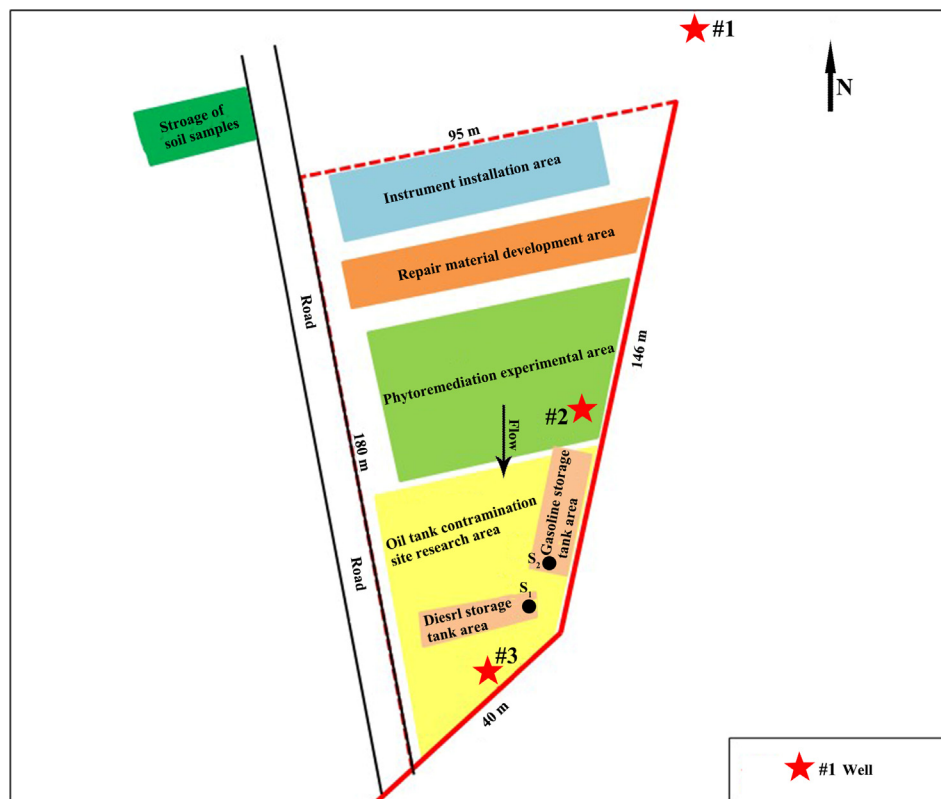 #1
N
Stroage of
soil samples
95 m
Instrument installation area
Repair material development area
Road
146 m
Phytoremediation experimental area
#2
Flow
180 m
Gasoline storage
tank area
Oil tank contamination
site research area
S2
Road
S1
Diesrl storage
tank area
#3
40 m
#1 Well